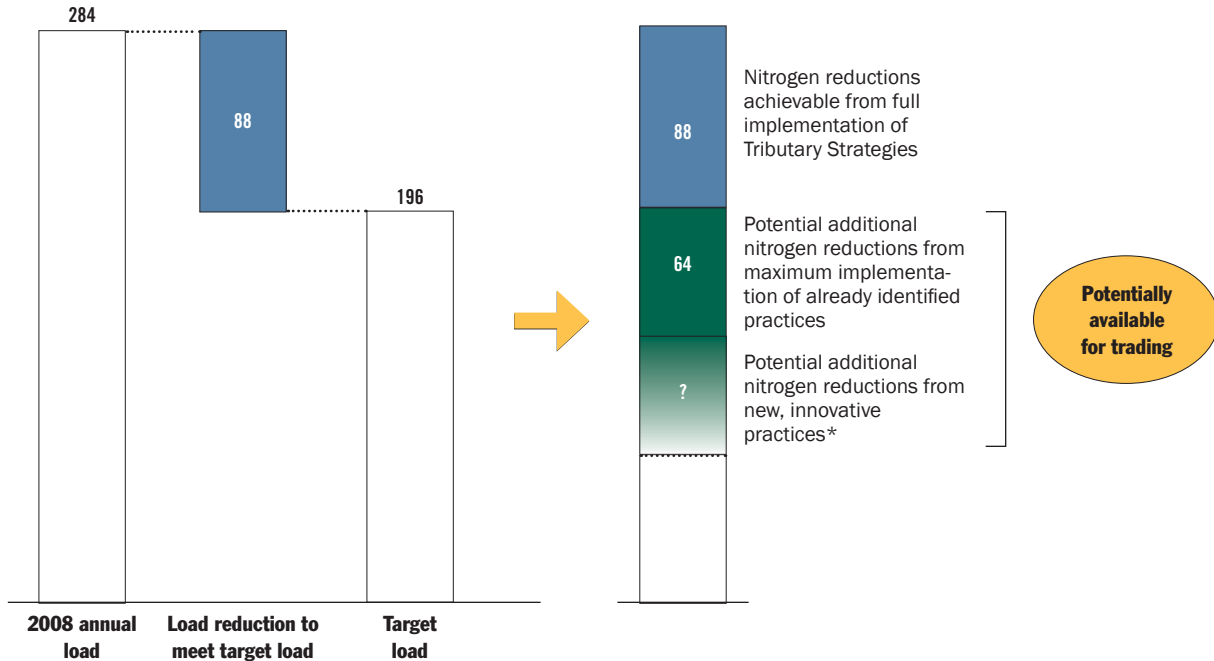 284
88
196
2008 annual
load
Load reduction to
meet target load
Target
load
88
Nitrogen reductions
achievable from full
implementation of
Tributary Strategies
64
Potential additional
nitrogen reductions from
maximum implementa-
tion of already identified
practices
?
Potential additional
nitrogen reductions from
new, innovative
practices*
Potentially
available
for trading